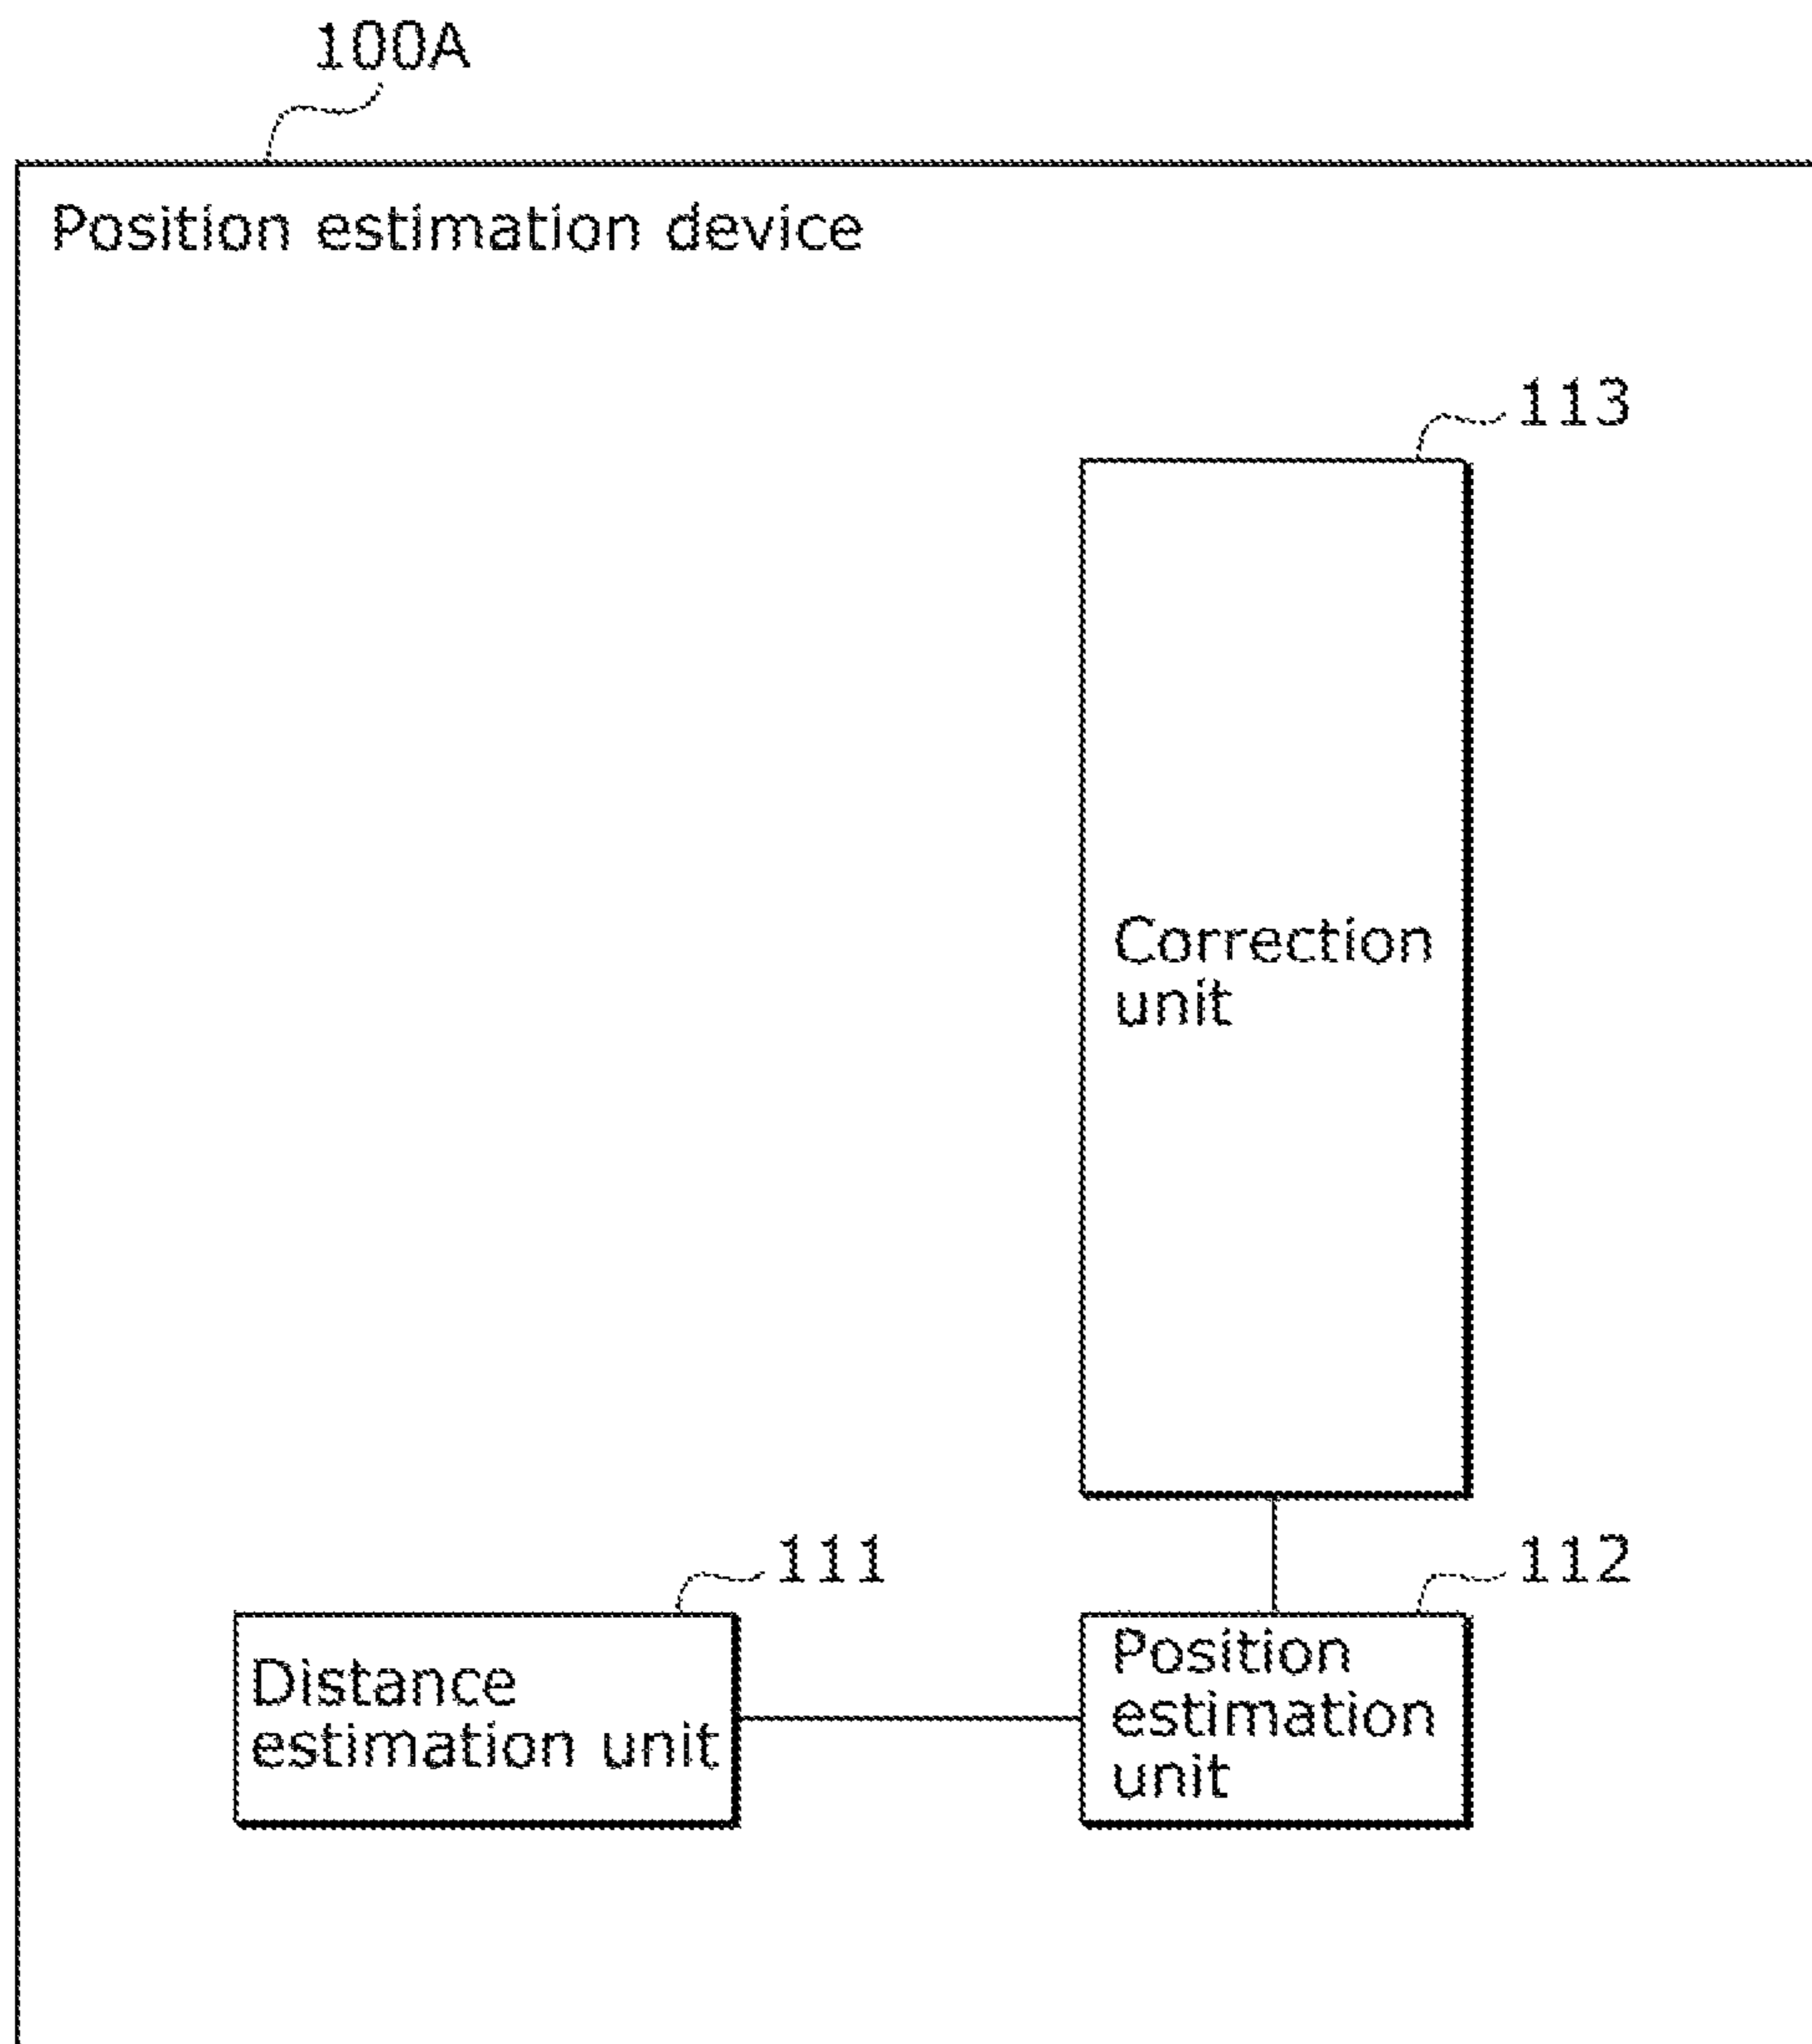 100A
Position estimation device
113
Correction
unit
111
112
Distance
estimation unit
Position
estimation
unit